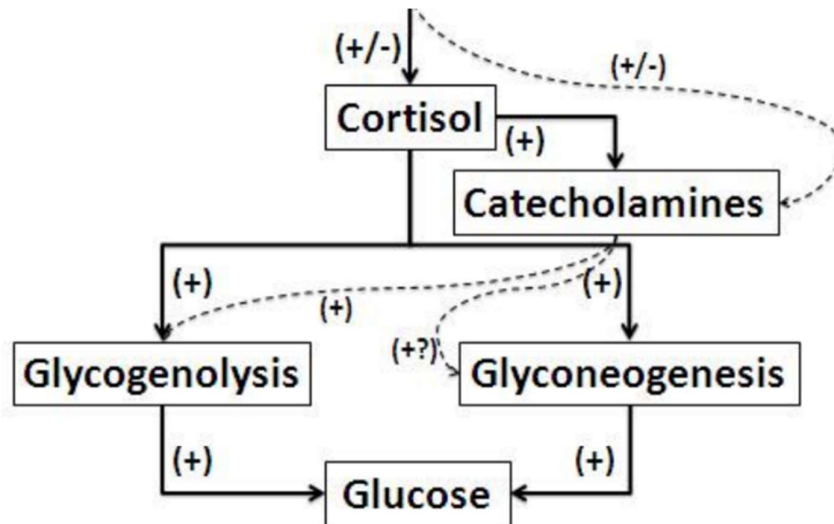 (+/-)
(+/-)
Cortisol
(+)
Catecholamines
(+)
(+)
(+)
(+?)
Glycogenolysis
Glyconeogenesis
(+)
(+)
Glucose